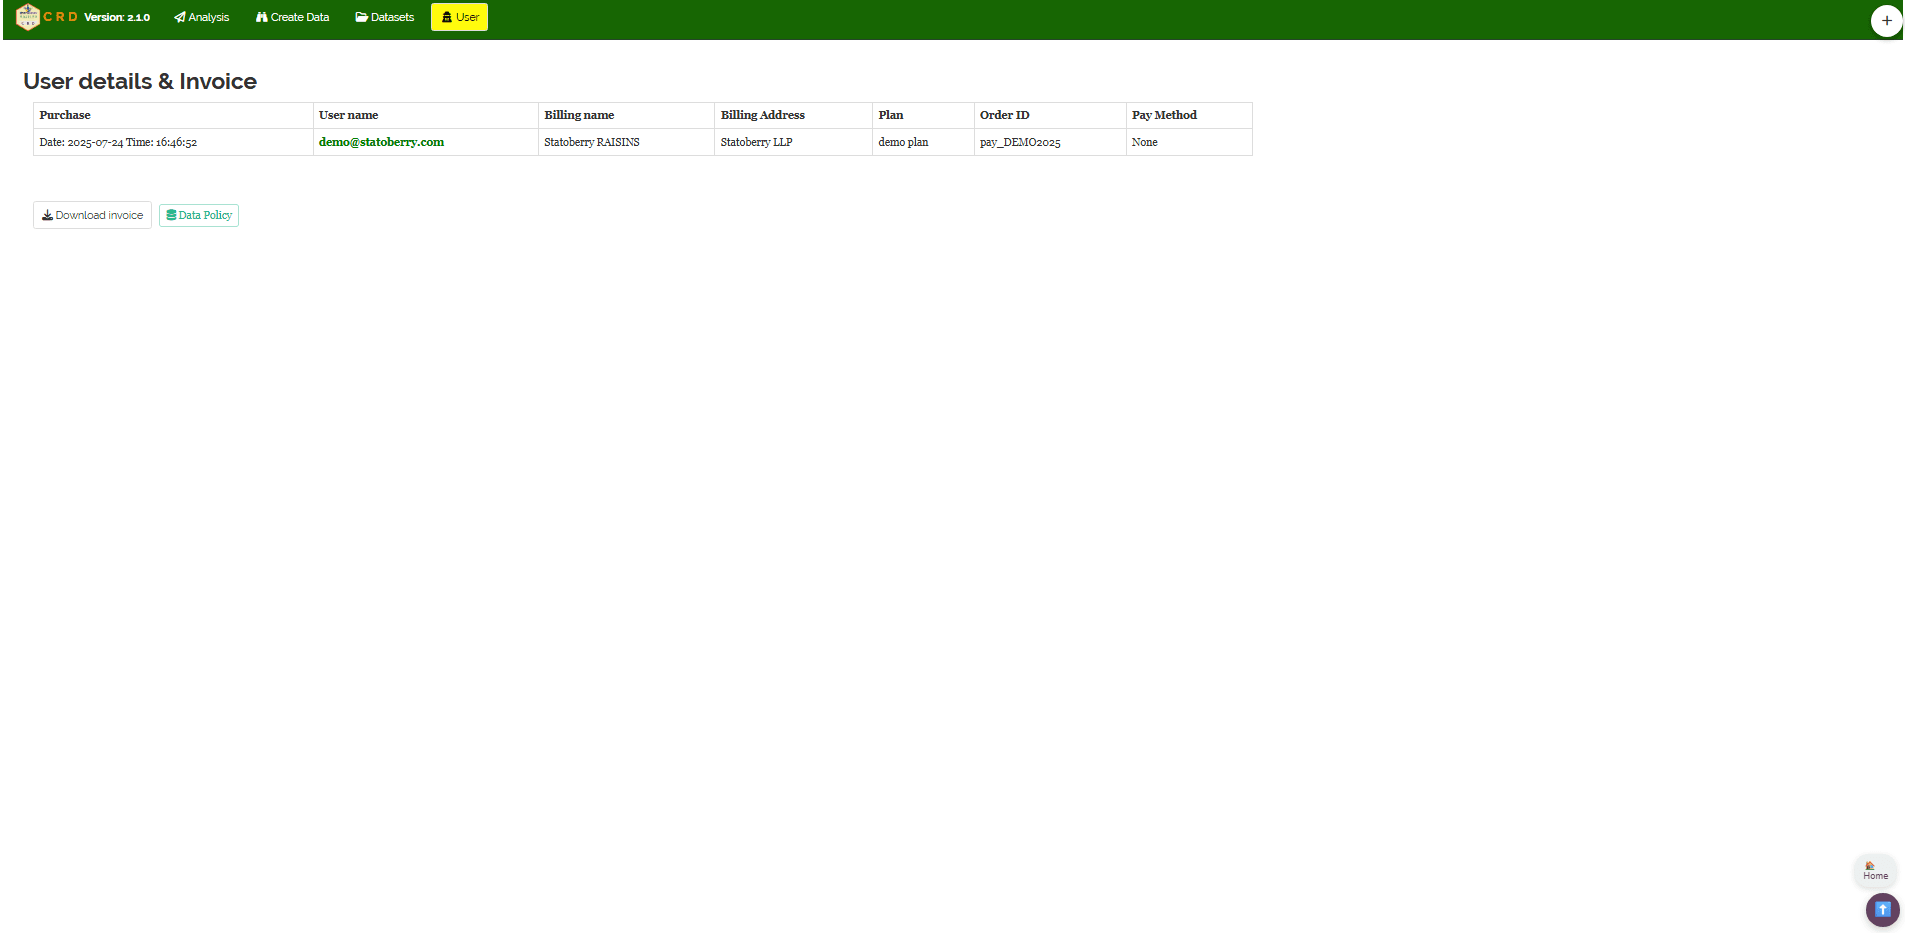 CRD Version: 2.1.0 Analysis Create Data Datasets User +
User details & Invoice
Purchase User name Billing name Billing Address Plan Order ID Pay Method
Date: 2025-07-24 Time: 16:46:52 demo@statoberry.com Statoberry RAISINS Statoberry LLP demo plan pay_DEMO2025 None
Download invoice Data Policy
Home